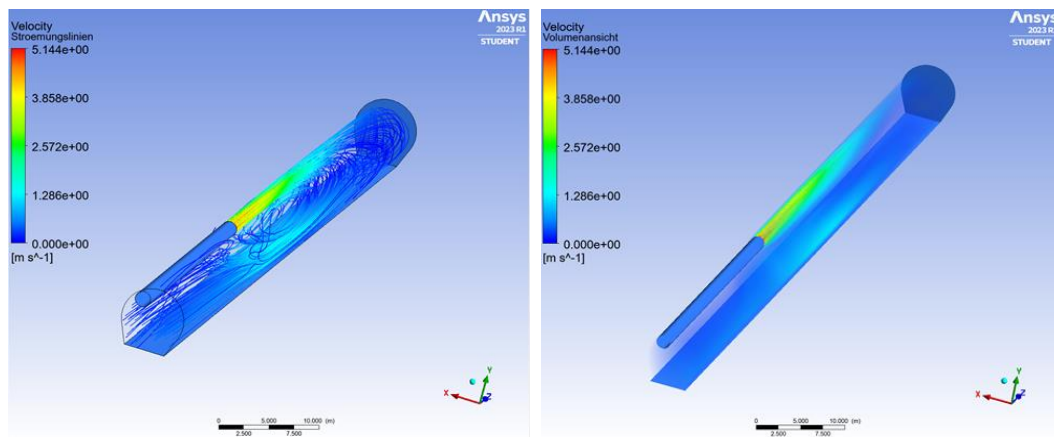 Velocity
Stroemungslinien
5.144e+00
3.858e+00
2.572e+00
1.286e+00
0.000e+00
[m s^-1]
Ansys
2023 R1
STUDENT
Y
X
Z
0 5.000 10.000 (m)
2.500 7.500
Velocity
Volumenansicht
5.144e+00
3.858e+00
2.572e+00
1.286e+00
0.000e+00
[m s^-1]
Ansys
2023 R
STUDENT
Y
X
Z
0 5.000 10.000 (m)
2.500 7.500